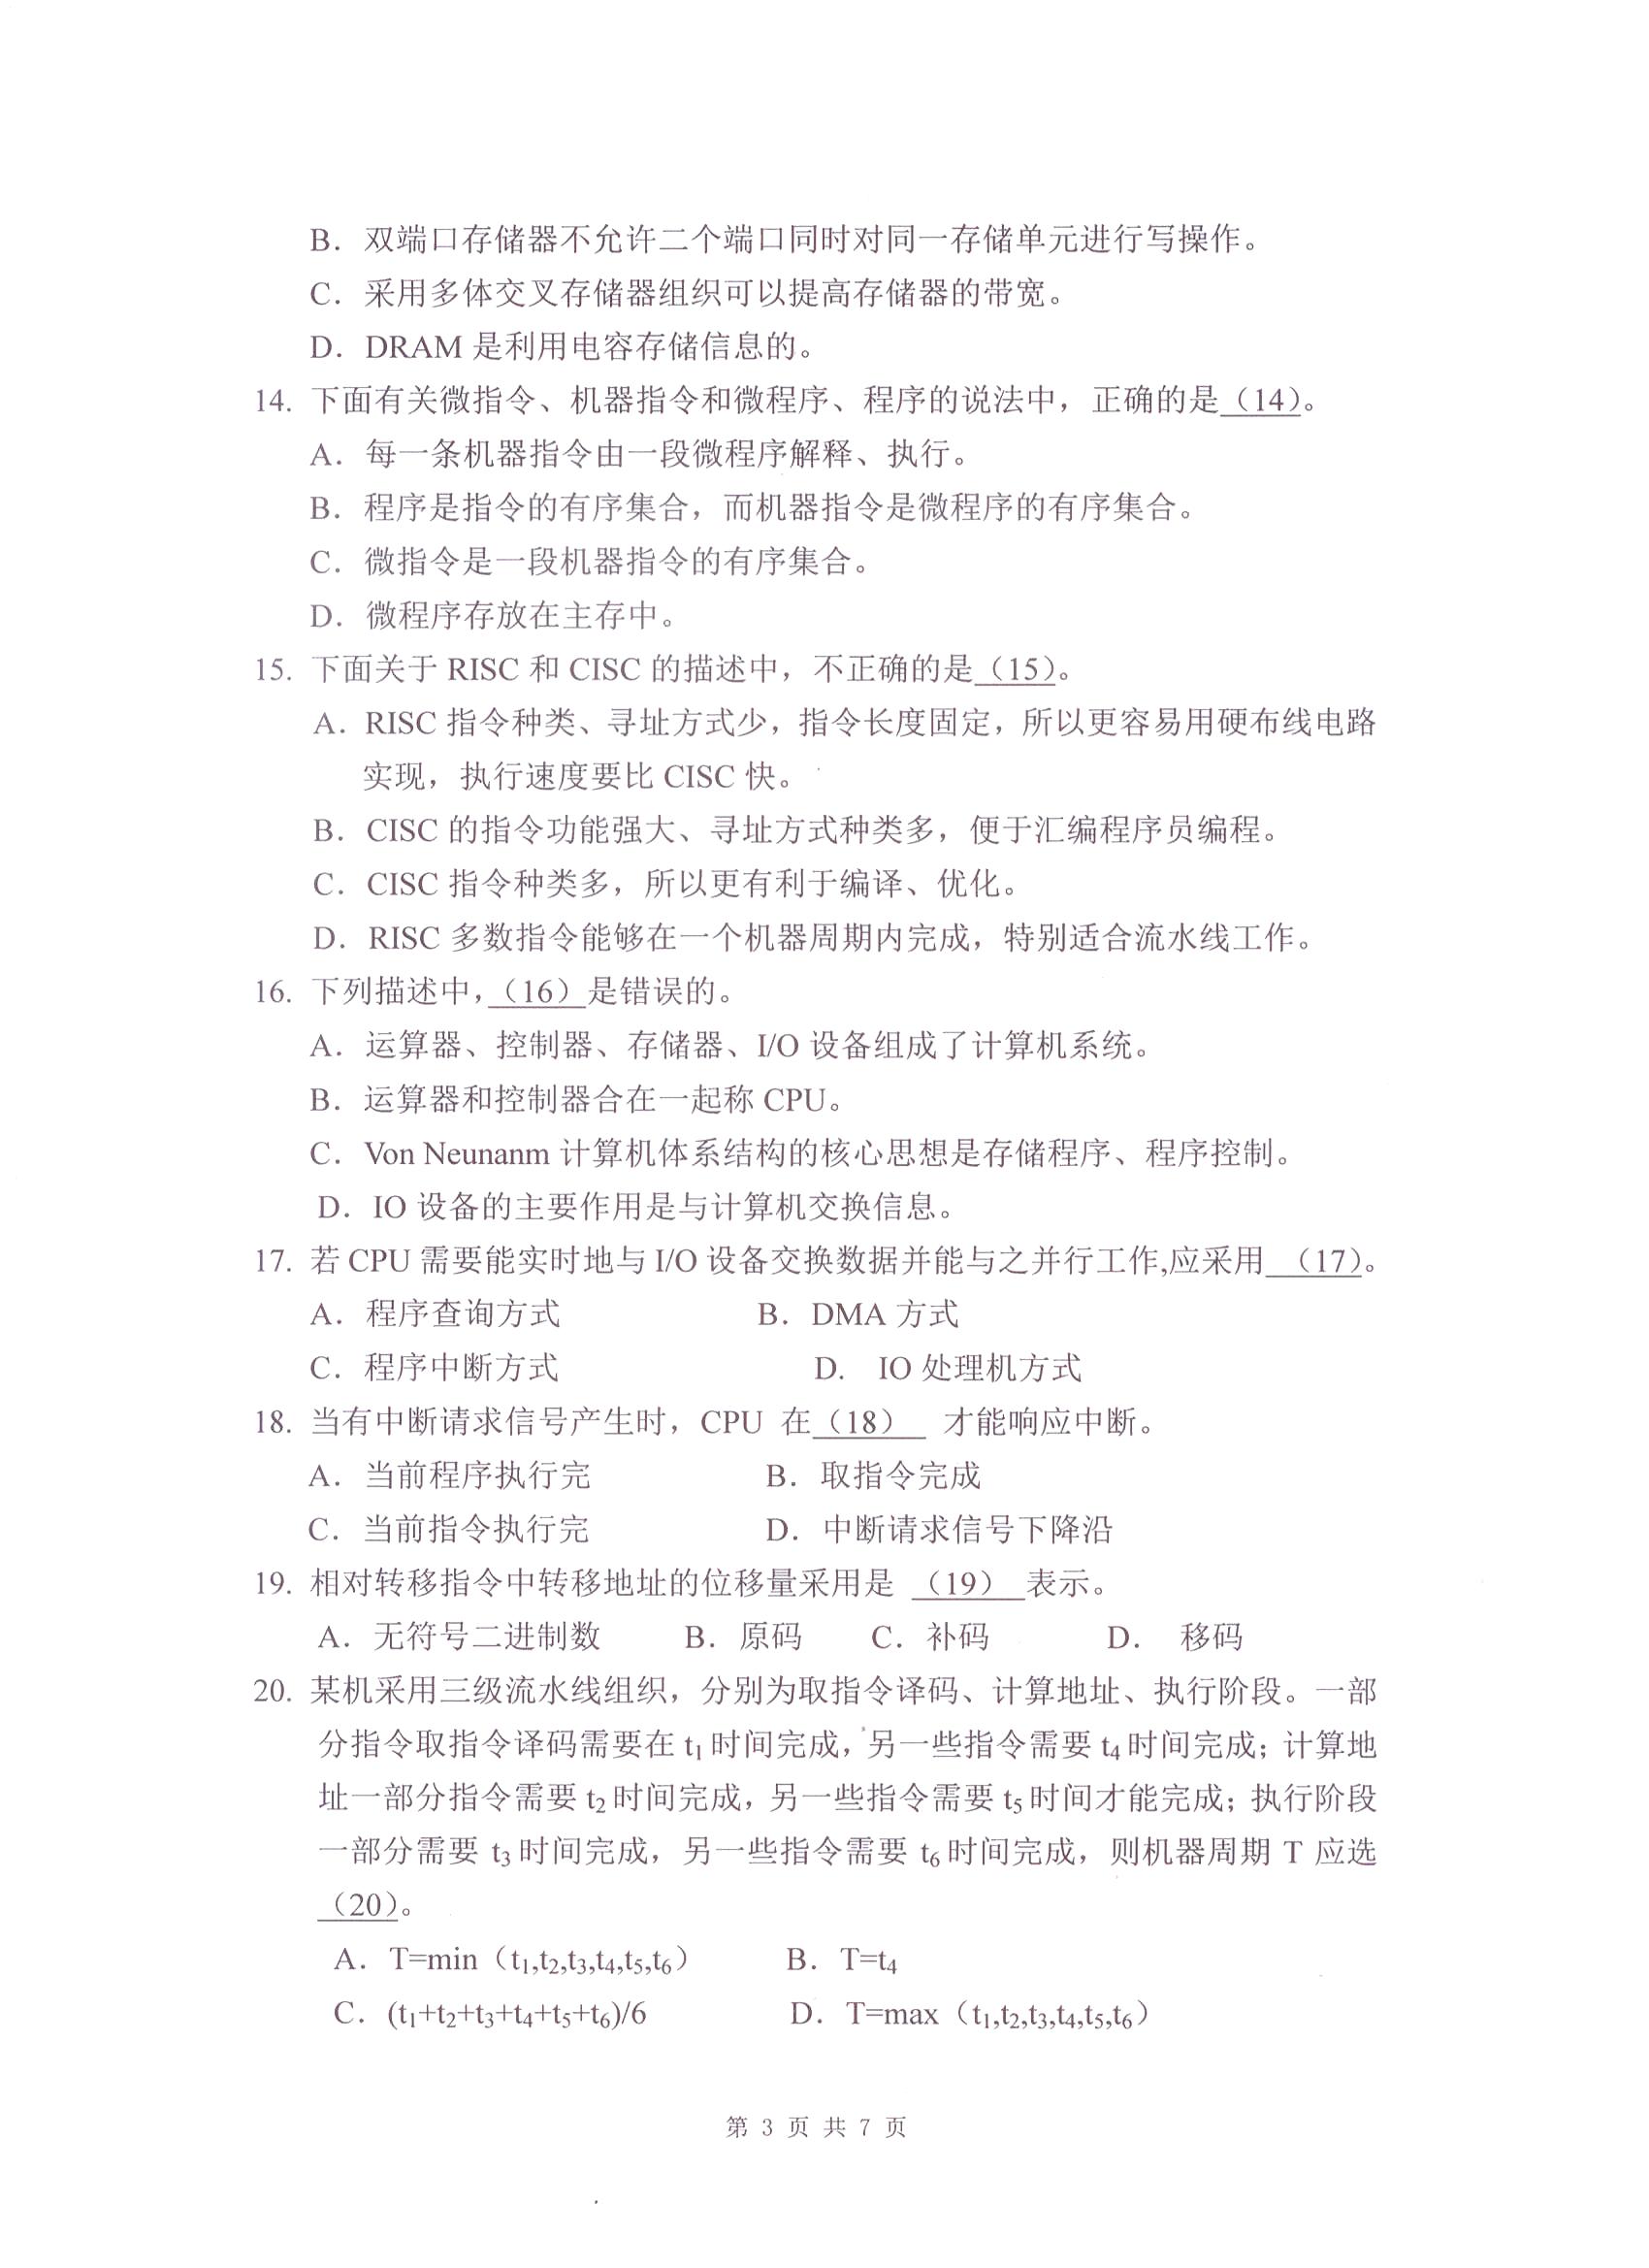 B．双端口存储器不允许二个端口同时对同一存储单元进行写操作。
C．采用多体交叉存储器组织可以提高存储器的带宽。
D．DRAM 是利用电容存储信息的。
14. 下面有关微指令、机器指令和微程序、程序的说法中，正确的是（14）。
A．每一条机器指令由一段微程序解释、执行。
B．程序是指令的有序集合，而机器指令是微程序的有序集合。
C．微指令是一段机器指令的有序集合。
D．微程序存放在主存中。
15. 下面关于 RISC 和 CISC 的描述中，不正确的是（15）。
A．RISC 指令种类、寻址方式少，指令长度固定，所以更容易用硬布线电路
实现，执行速度要比 CISC 快。
B．CISC 的指令功能强大、寻址方式种类多，便于汇编程序员编程。
C．CISC 指令种类多，所以更有利于编译、优化。
D．RISC 多数指令能够在一个机器周期内完成，特别适合流水线工作。
16. 下列描述中，（16）是错误的。
A．运算器、控制器、存储器、I/O 设备组成了计算机系统。
B．运算器和控制器合在一起称 CPU。
C．Von Neunanm 计算机体系结构的核心思想是存储程序、程序控制。
D．IO 设备的主要作用是与计算机交换信息。
17. 若 CPU 需要能实时地与 I/O 设备交换数据并能与之并行工作,应采用 （17）。
A．程序查询方式 B．DMA 方式
C．程序中断方式 D. IO 处理机方式
18. 当有中断请求信号产生时，CPU 在（18） 才能响应中断。
A．当前程序执行完 B．取指令完成
C．当前指令执行完 D．中断请求信号下降沿
19. 相对转移指令中转移地址的位移量采用是 （19） 表示。
A．无符号二进制数 B．原码 C．补码 D． 移码
20. 某机采用三级流水线组织，分别为取指令译码、计算地址、执行阶段。一部
分指令取指令译码需要在 t₁ 时间完成，另一些指令需要 t₄ 时间完成；计算地
址一部分指令需要 t₂ 时间完成，另一些指令需要 t₅ 时间才能完成；执行阶段
一部分需要 t₃ 时间完成，另一些指令需要 t₆ 时间完成，则机器周期 T 应选
（20）。
A．T=min（t₁,t₂,t₃,t₄,t₅,t₆） B．T=t₄
C．(t₁+t₂+t₃+t₄+t₅+t₆)/6 D．T=max（t₁,t₂,t₃,t₄,t₅,t₆）
第 3 页 共 7 页